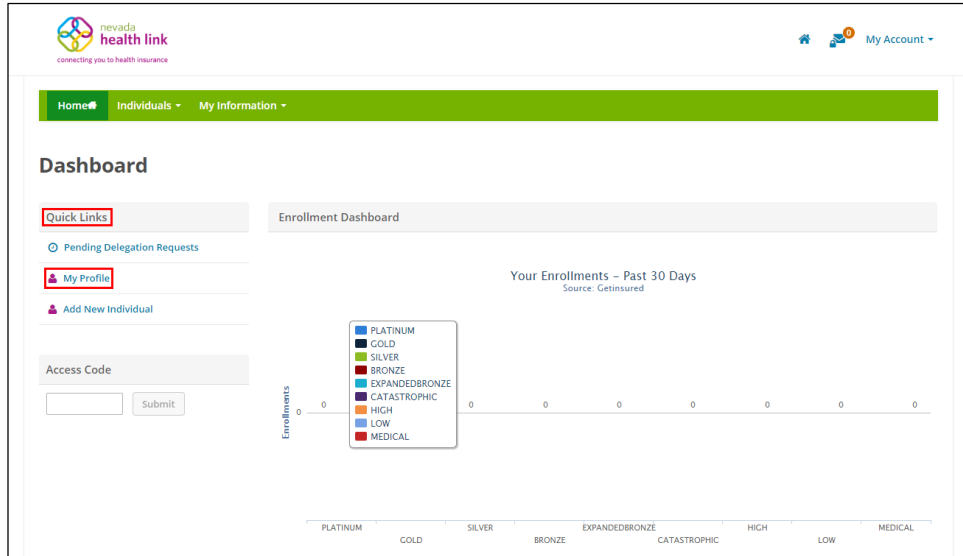 nevada
health link
connecting you to health insurance
0
My Account
Home
Individuals
My Information
Dashboard
Quick Links
Pending Delegation Requests
My Profile
Add New Individual
Access Code
Submit
Enrollment Dashboard
Your Enrollments – Past 30 Days
Source: Getinsured
PLATINUM
GOLD
SILVER
BRONZE
EXPANDEDBRONZE
CATASTROPHIC
HIGH
LOW
MEDICAL
Enrollments
0
0 0 0 0 0 0 0 0
PLATINUM SILVER EXPANDEDBRONZE HIGH MEDICAL
GOLD BRONZE CATASTROPHIC LOW